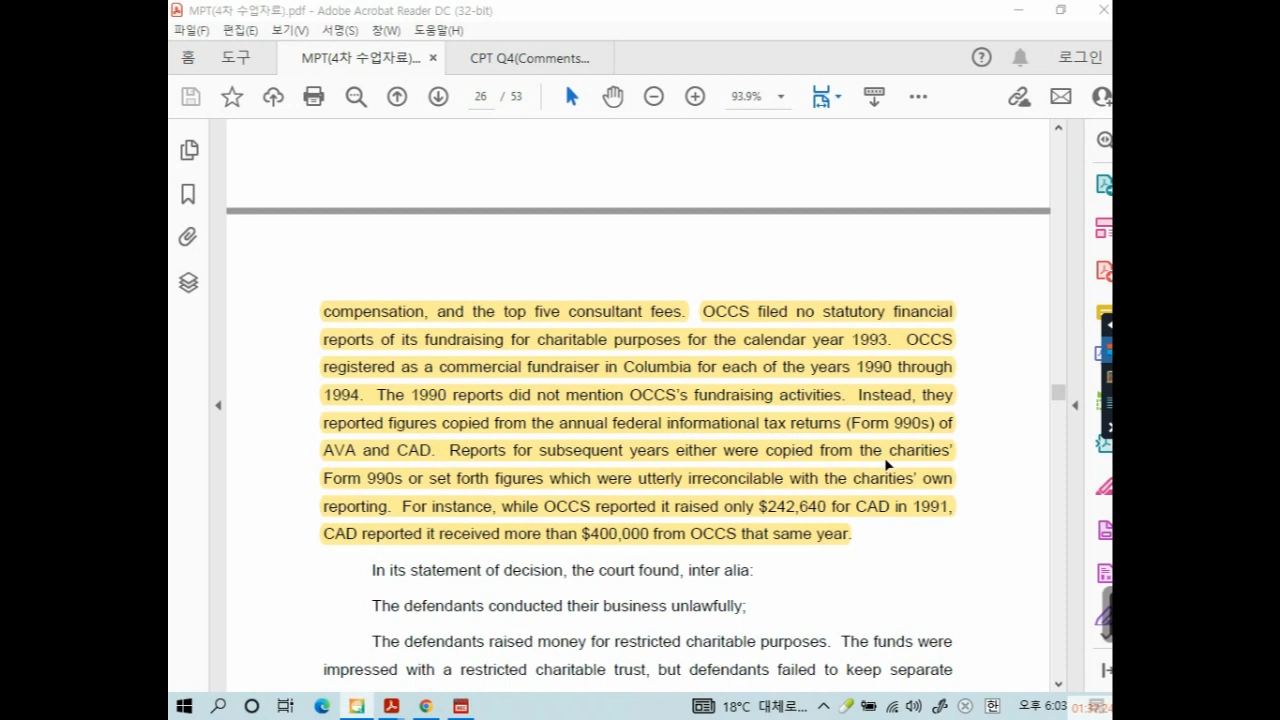 MPT(4차 수업자료).pdf - Adobe Acrobat Reader DC (32-bit)
파일(F) 편집(E) 보기(V) 서명(S) 창(W) 도움말(H)
홈 도구 MPT(4차 수업자료)... × CPT Q4(Comments... 로그인
26 / 53 93.9%
compensation, and the top five consultant fees. OCCS filed no statutory financial
reports of its fundraising for charitable purposes for the calendar year 1993. OCCS
registered as a commercial fundraiser in Columbia for each of the years 1990 through
1994. The 1990 reports did not mention OCCS's fundraising activities. Instead, they
reported figures copied from the annual federal informational tax returns (Form 990s) of
AVA and CAD. Reports for subsequent years either were copied from the charities'
Form 990s or set forth figures which were utterly irreconcilable with the charities' own
reporting. For instance, while OCCS reported it raised only $242,640 for CAD in 1991,
CAD reported it received more than $400,000 from OCCS that same year.
In its statement of decision, the court found, inter alia:
The defendants conducted their business unlawfully;
The defendants raised money for restricted charitable purposes. The funds were
impressed with a restricted charitable trust, but defendants failed to keep separate
18°C 대체로... 한 오후 6:03
01:37:24